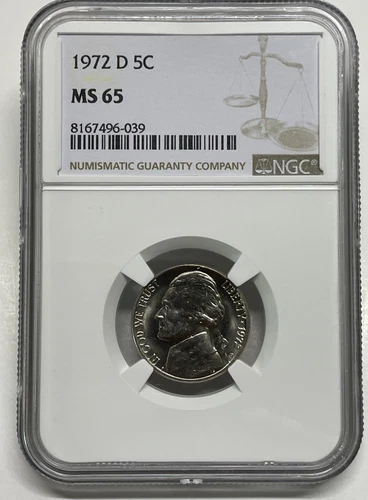 1972 D 5C
MS 65
8167496-039
NUMISMATIC GUARANTY COMPANY NGC®
IN GOD WE TRUST
LIBERTY 1972